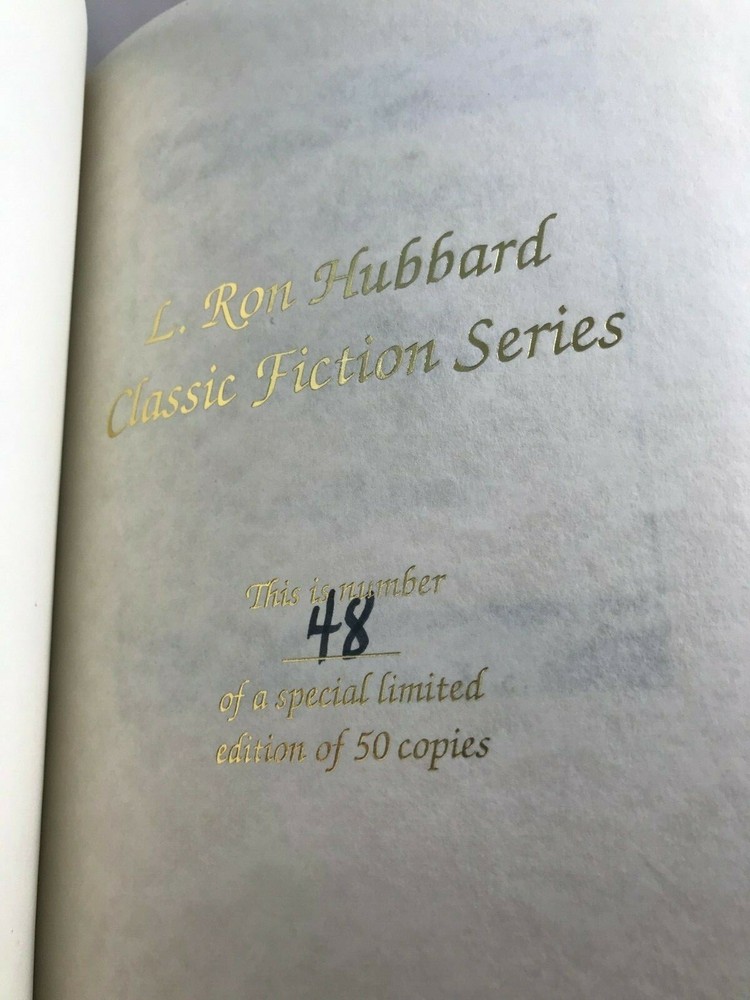 L. Ron Hubbard
Classic Fiction Series
This is number
48
of a special limited
edition of 50 copies